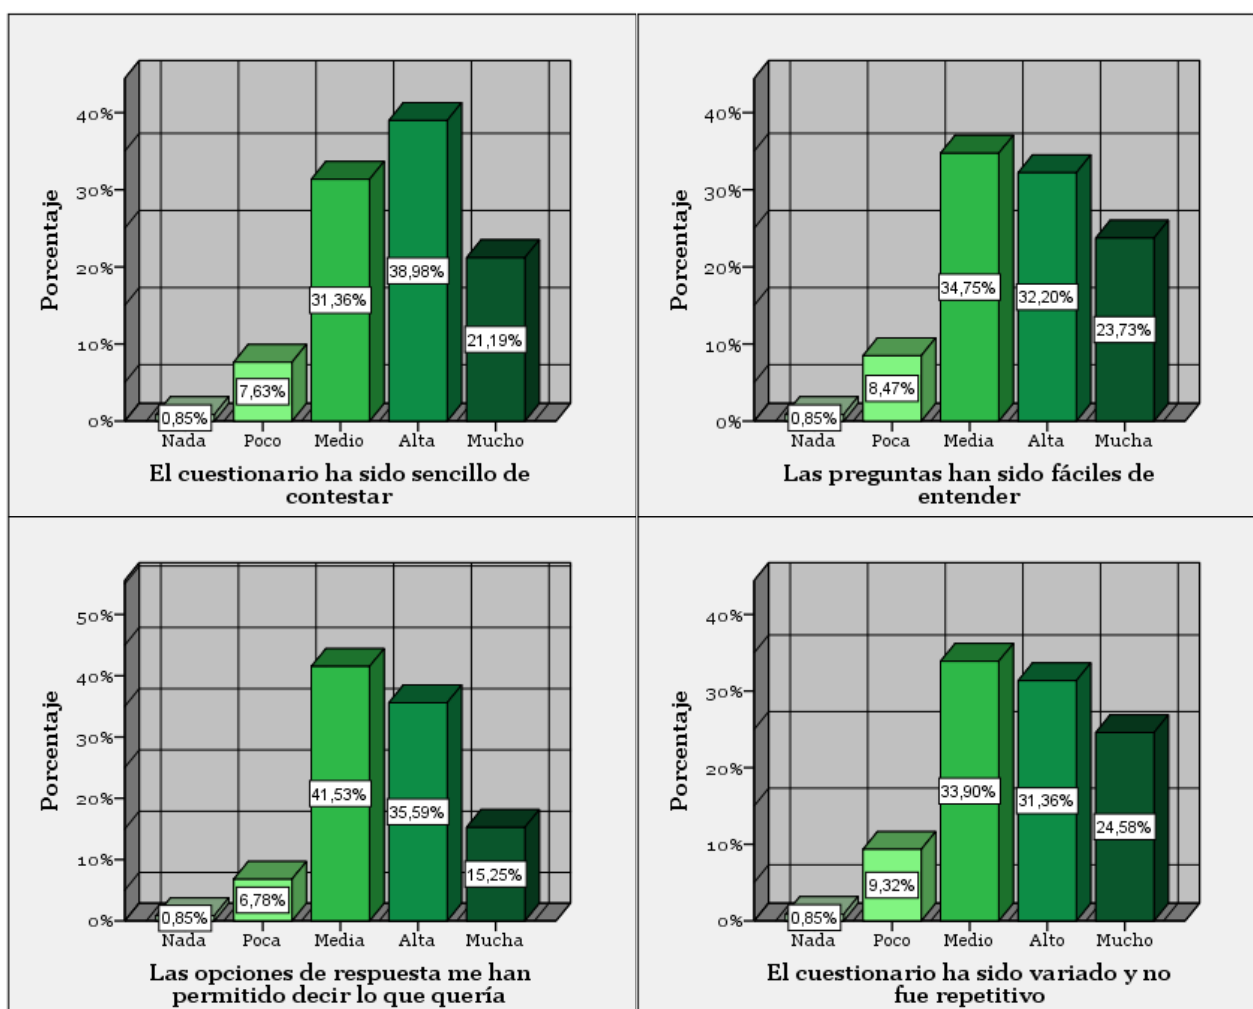 Porcentaje
40%
30%
20%
10%
0%
0,85%
7,63%
31,36%
38,98%
21,19%
Nada Poco Medio Alta Mucho
El cuestionario ha sido sencillo de
contestar
Porcentaje
40%
30%
20%
10%
0%
0,85%
8,47%
34,75%
32,20%
23,73%
Nada Poca Media Alta Mucha
Las preguntas han sido fáciles de
entender
Porcentaje
50%
40%
30%
20%
10%
0%
0,85%
6,78%
41,53%
35,59%
15,25%
Nada Poca Media Alta Mucha
Las opciones de respuesta me han
permitido decir lo que quería
Porcentaje
40%
30%
20%
10%
0%
0,85%
9,32%
33,90%
31,36%
24,58%
Nada Poco Medio Alto Mucho
El cuestionario ha sido variado y no
fue repetitivo